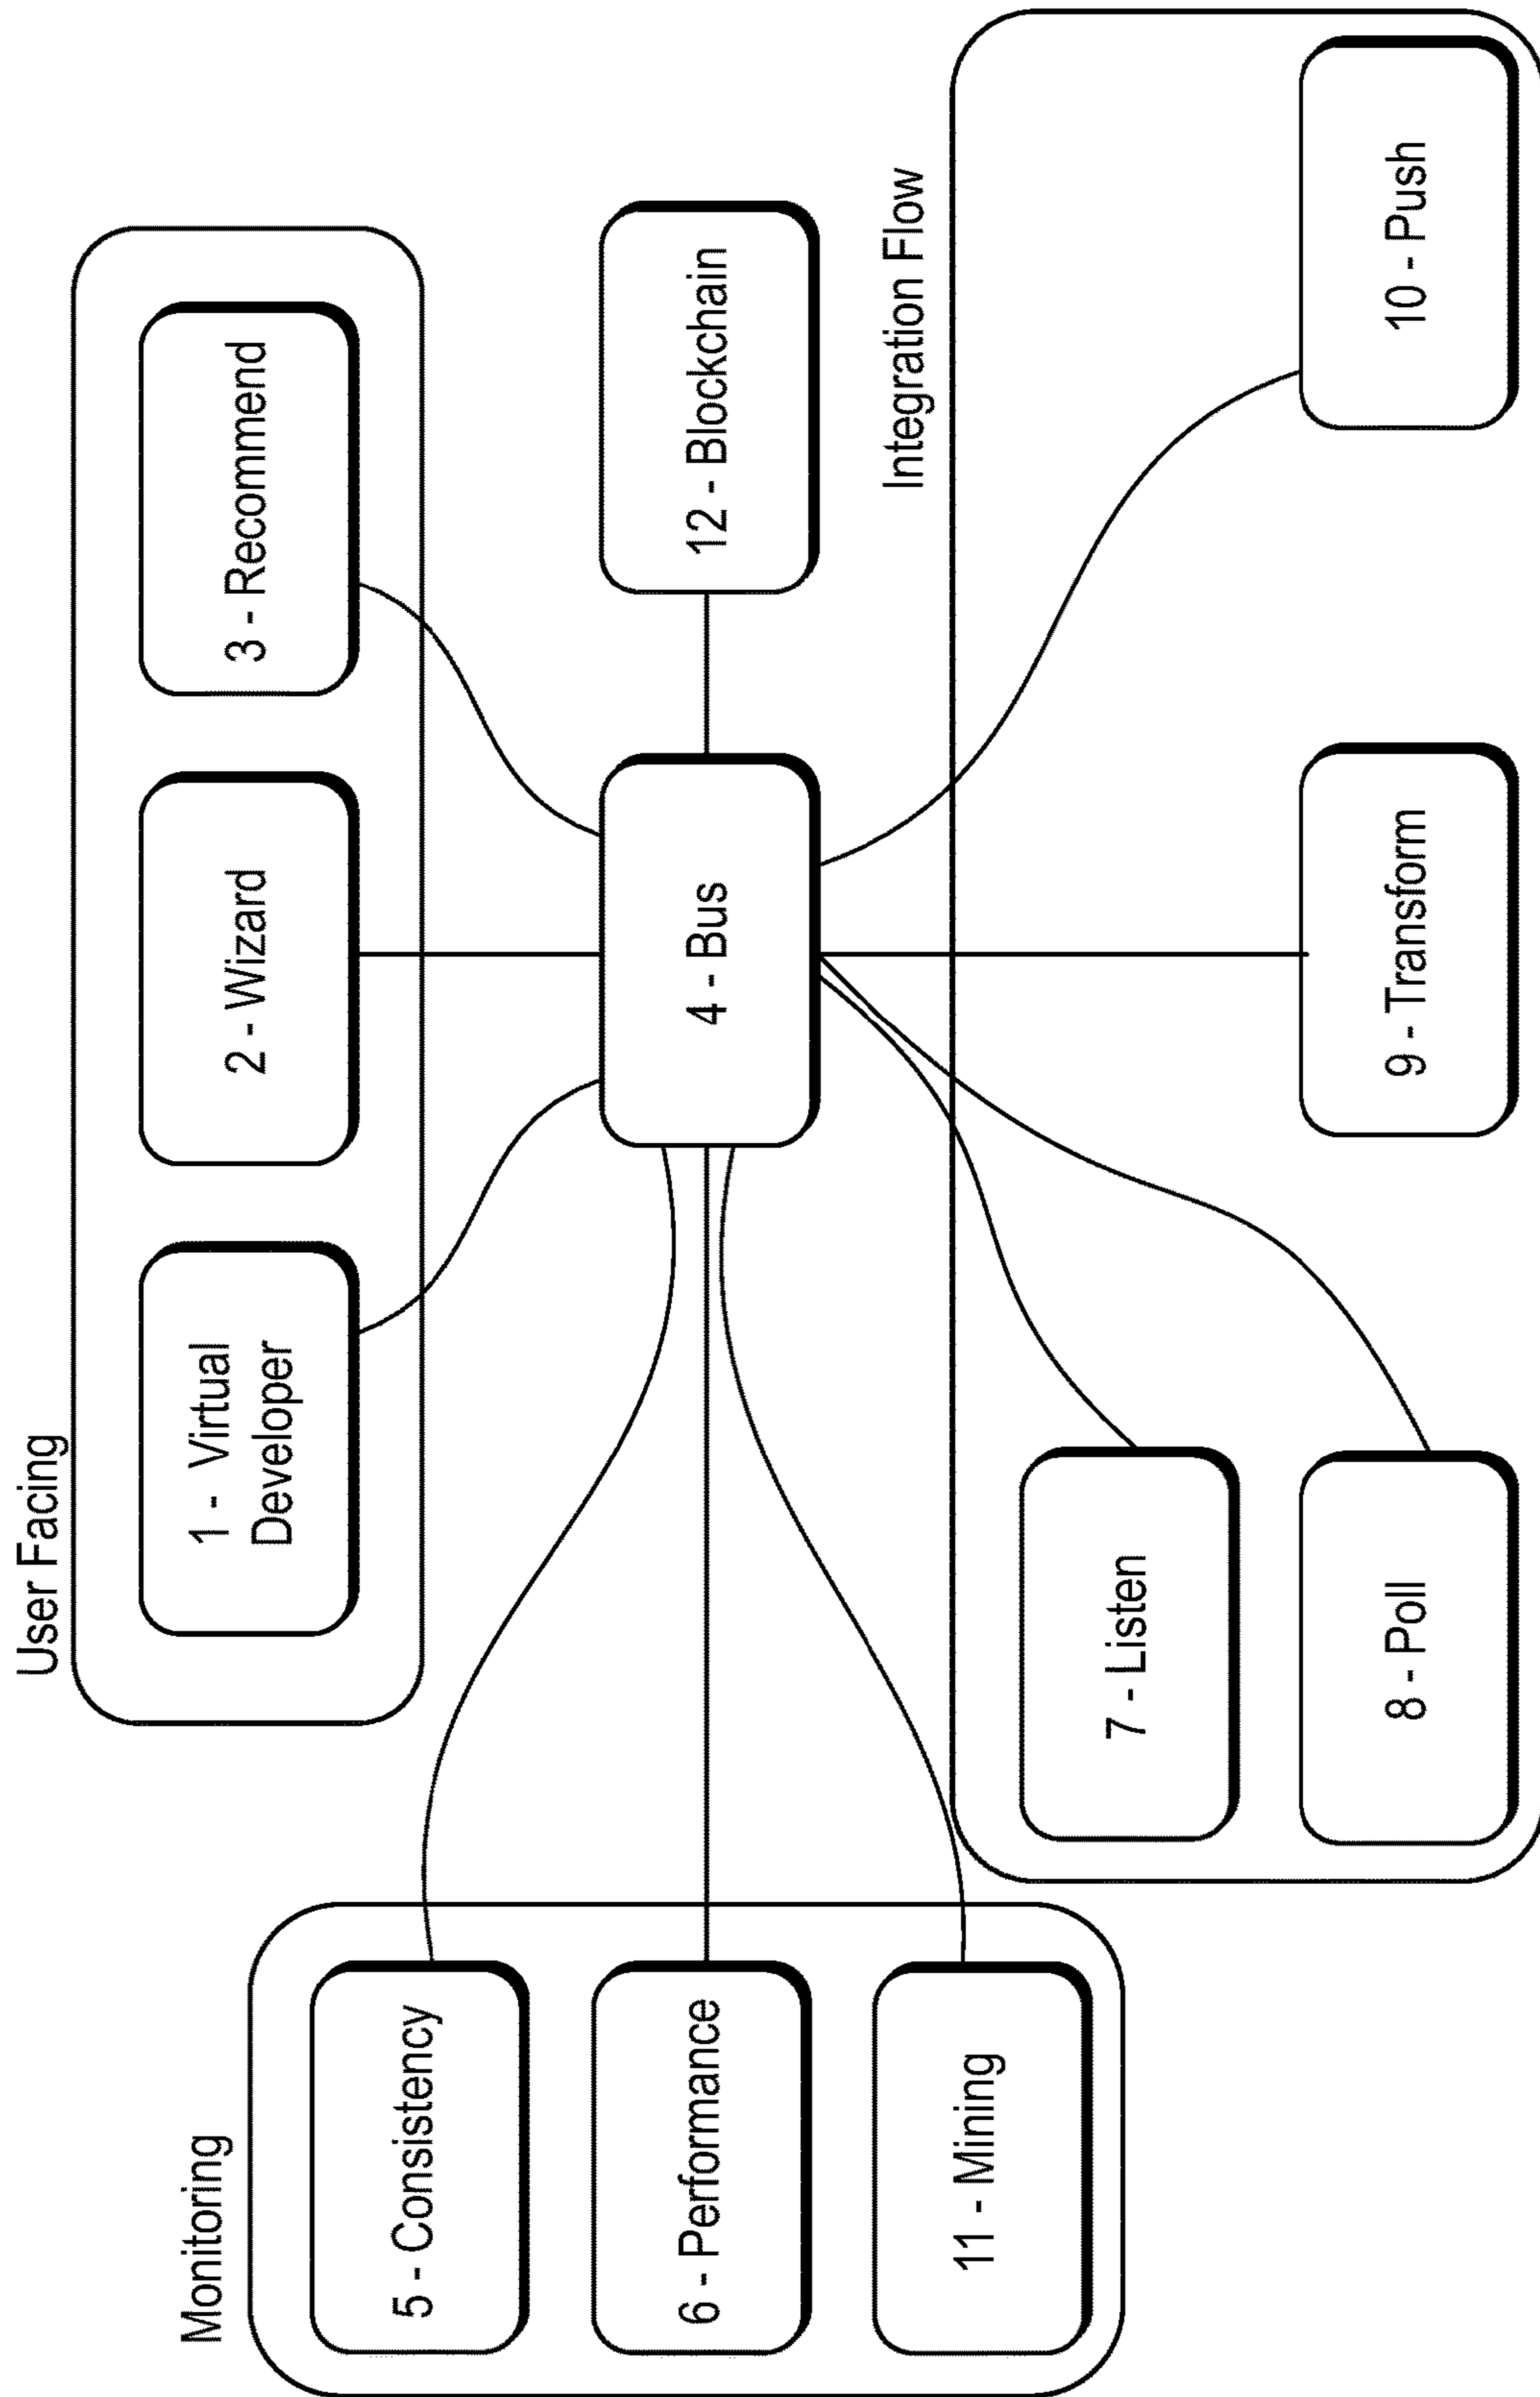 User Facing
1 - Virtual
Developer
2 - Wizard
3 - Recommend
Monitoring
5 - Consistency
6 - Performance
11 - Mining
4 - Bus
12 - Blockchain
Integration Flow
7 - Listen
8 - Poll
9 - Transform
10 - Push